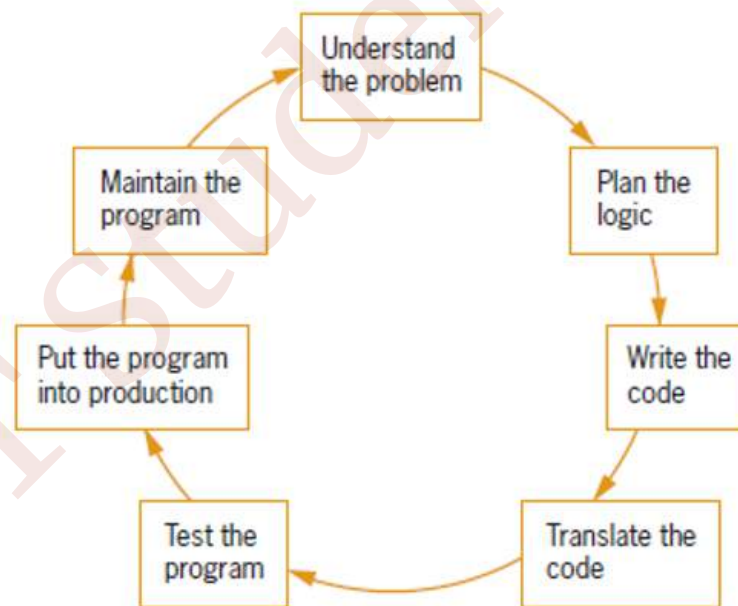 Understand
the problem
Plan the
logic
Write the
code
Translate the
code
Test the
program
Put the program
into production
Maintain the
program